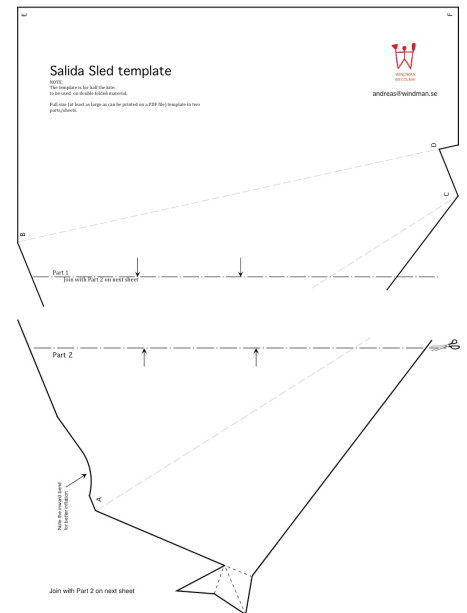 E
F
Salida Sled template
NOTE:
The template is for half the kite:
to be used on double folded material.
Full size (at least as large as can be printed on a PDF file) template in two
parts/sheets.
WINDMAN
andreas@windman.se
D
C
B
Part 1
Join with Part 2 on next sheet
Part 2
A
Note the inward bend
for better inflation
Join with Part 2 on next sheet